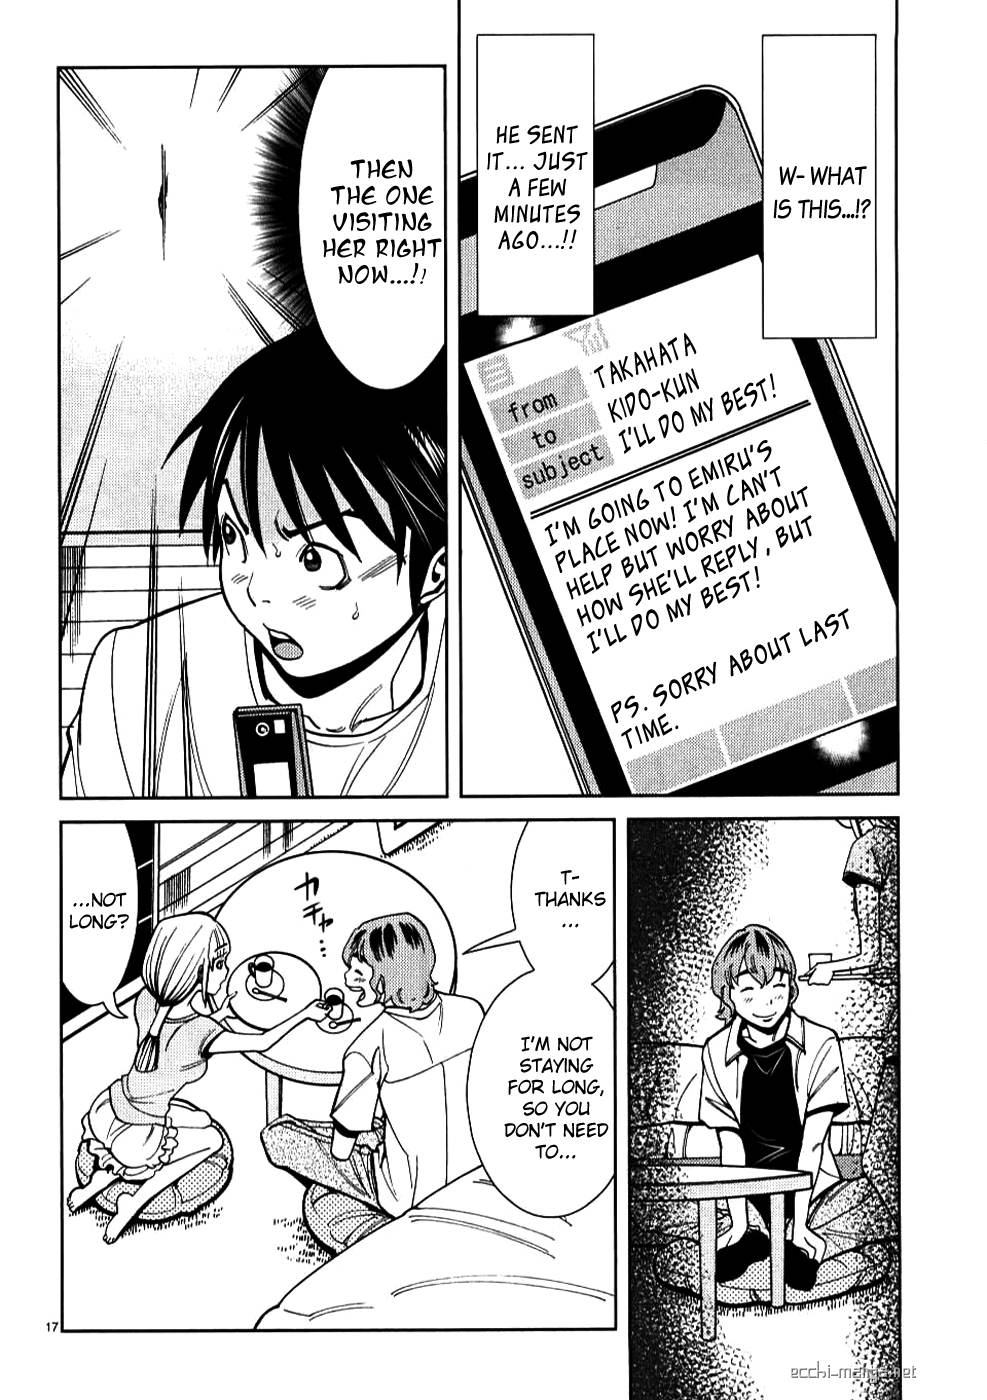 W- WHAT
IS THIS...!?
HE SENT
IT... JUST
A FEW
MINUTES
AGO...!!
from TAKAHATA
to KIDO-KUN
subject I'LL DO MY BEST!
I'M GOING TO EMIRU'S
PLACE NOW! I'M CAN'T
HELP BUT WORRY ABOUT
HOW SHE'LL REPLY, BUT
I'LL DO MY BEST!
PS. SORRY ABOUT LAST
TIME.
THEN
THE ONE
VISITING
HER RIGHT
NOW...!!
T-
THANKS
...
カチャ…
I'M NOT
STAYING
FOR LONG,
SO YOU
DON'T NEED
TO...
...NOT
LONG?
17
ecchi-manga.net